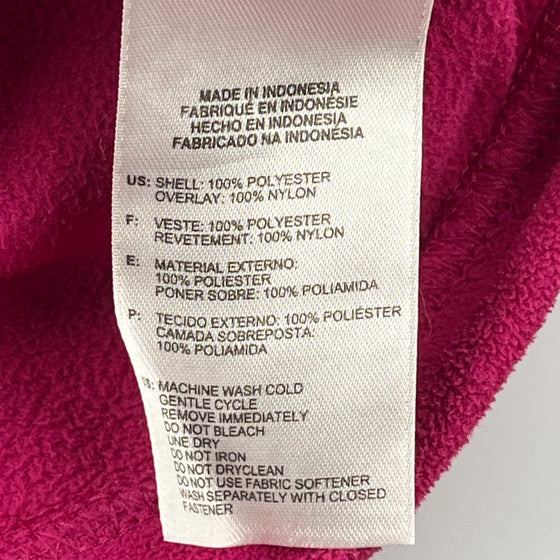 MADE IN INDONESIA
FABRIQUÉ EN INDONÉSIE
HECHO EN INDONESIA
FABRICADO NA INDONÉSIA
US: SHELL: 100% POLYESTER
OVERLAY: 100% NYLON
F: VESTE: 100% POLYESTER
REVETEMENT: 100% NYLON
E: MATERIAL EXTERNO:
100% POLIESTER
PONER SOBRE: 100% POLIAMIDA
P: TECIDO EXTERNO: 100% POLIÉSTER
CAMADA SOBREPOSTA:
100% POLIAMIDA
US: MACHINE WASH COLD
GENTLE CYCLE
REMOVE IMMEDIATELY
DO NOT BLEACH
LINE DRY
DO NOT IRON
DO NOT DRYCLEAN
DO NOT USE FABRIC SOFTENER
WASH SEPARATELY WITH CLOSED
FASTENER